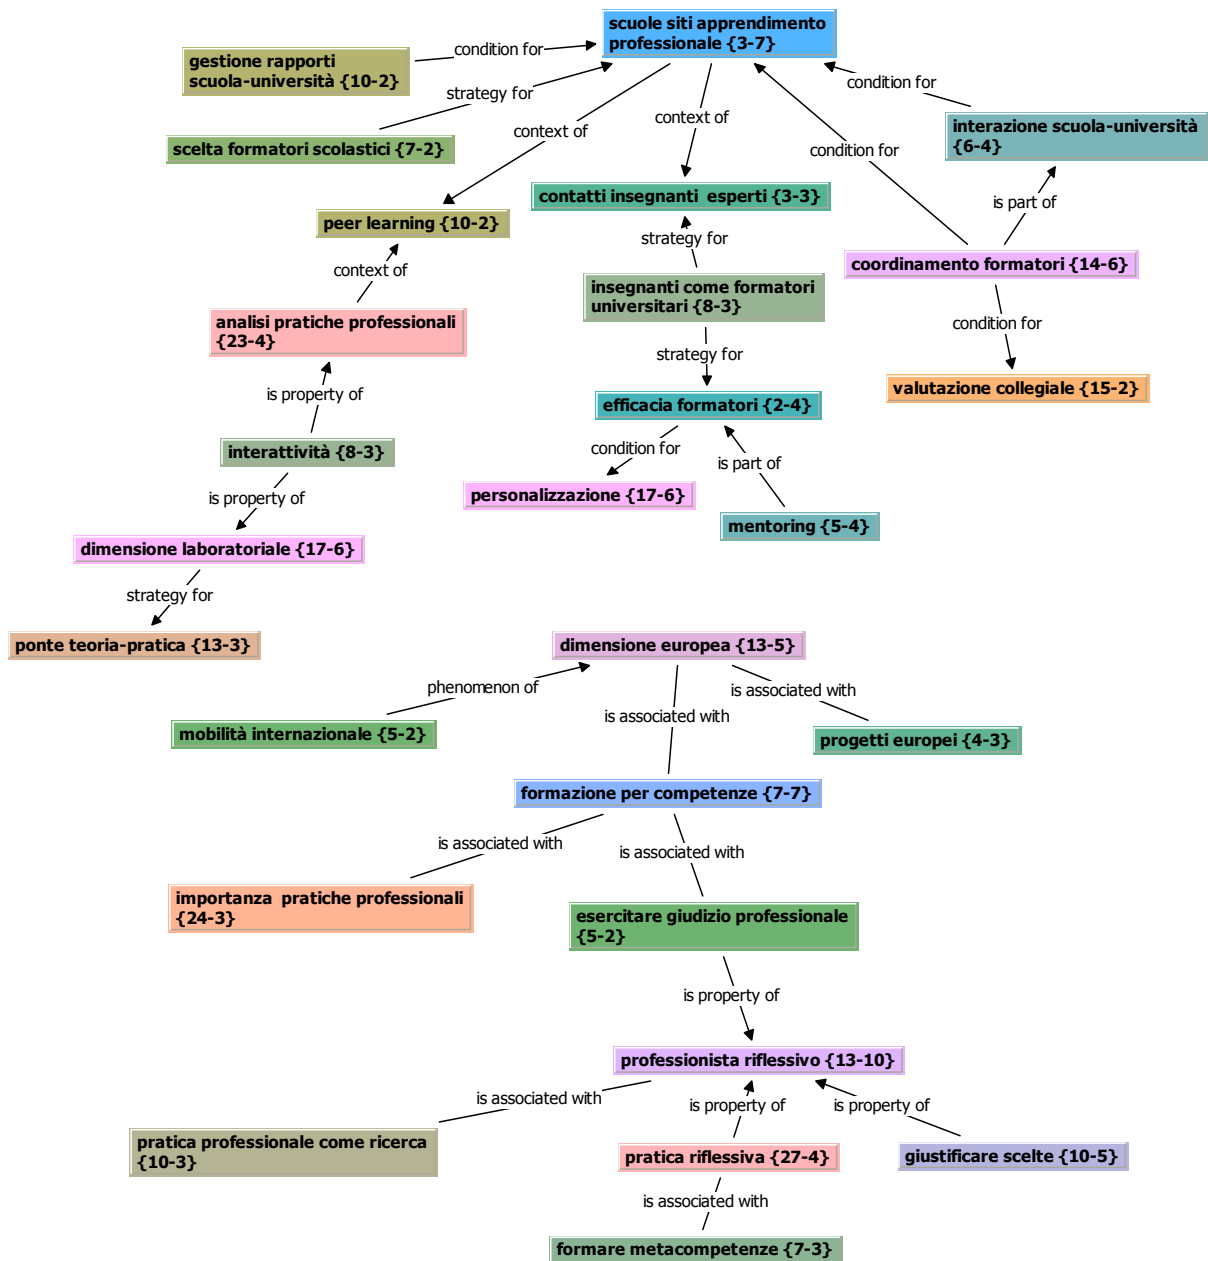 scuole siti apprendimento
professionale {3-7}
condition for
gestione rapporti
scuola-università {10-2}
condition for
strategy for
interazione scuola-università
{6-4}
context of
context of
condition for
scelta formatori scolastici {7-2}
contatti insegnanti  esperti {3-3}
is part of
peer learning {10-2}
strategy for
coordinamento formatori {14-6}
context of
insegnanti come formatori
universitari {8-3}
analisi pratiche professionali
{23-4}
condition for
strategy for
valutazione collegiale {15-2}
is property of
efficacia formatori {2-4}
interattività {8-3}
condition for
is part of
is property of
personalizzazione {17-6}
mentoring {5-4}
dimensione laboratoriale {17-6}
strategy for
ponte teoria-pratica {13-3}
dimensione europea {13-5}
phenomenon of
is associated with
is associated with
mobilità internazionale {5-2}
progetti europei {4-3}
formazione per competenze {7-7}
is associated with
is associated with
importanza  pratiche professionali
{24-3}
esercitare giudizio professionale
{5-2}
is property of
professionista riflessivo {13-10}
is associated with
is property of
is property of
pratica professionale come ricerca
{10-3}
pratica riflessiva {27-4}
giustificare scelte {10-5}
is associated with
formare metacompetenze {7-3}